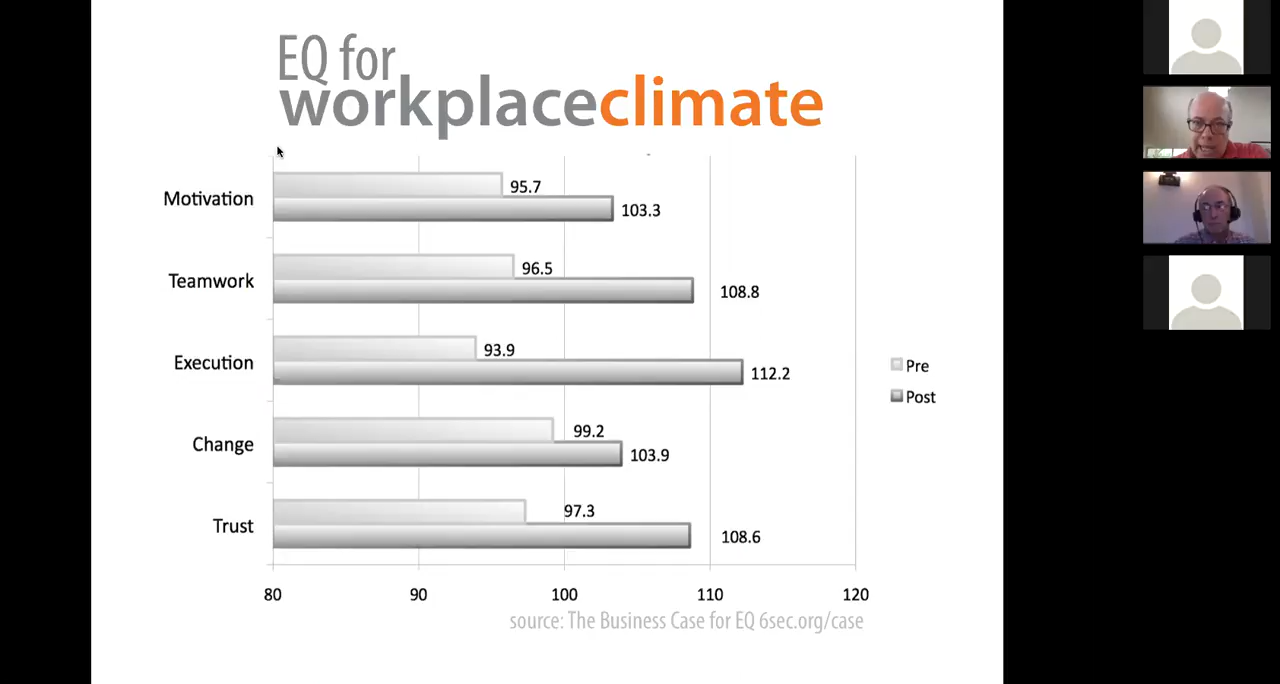 EQ for
workplaceclimate
Motivation
95.7
103.3
Teamwork
96.5
108.8
Execution
93.9
112.2
Change
99.2
103.9
Trust
97.3
108.6
Pre
Post
80 90 100 110 120
source: The Business Case for EQ 6sec.org/case